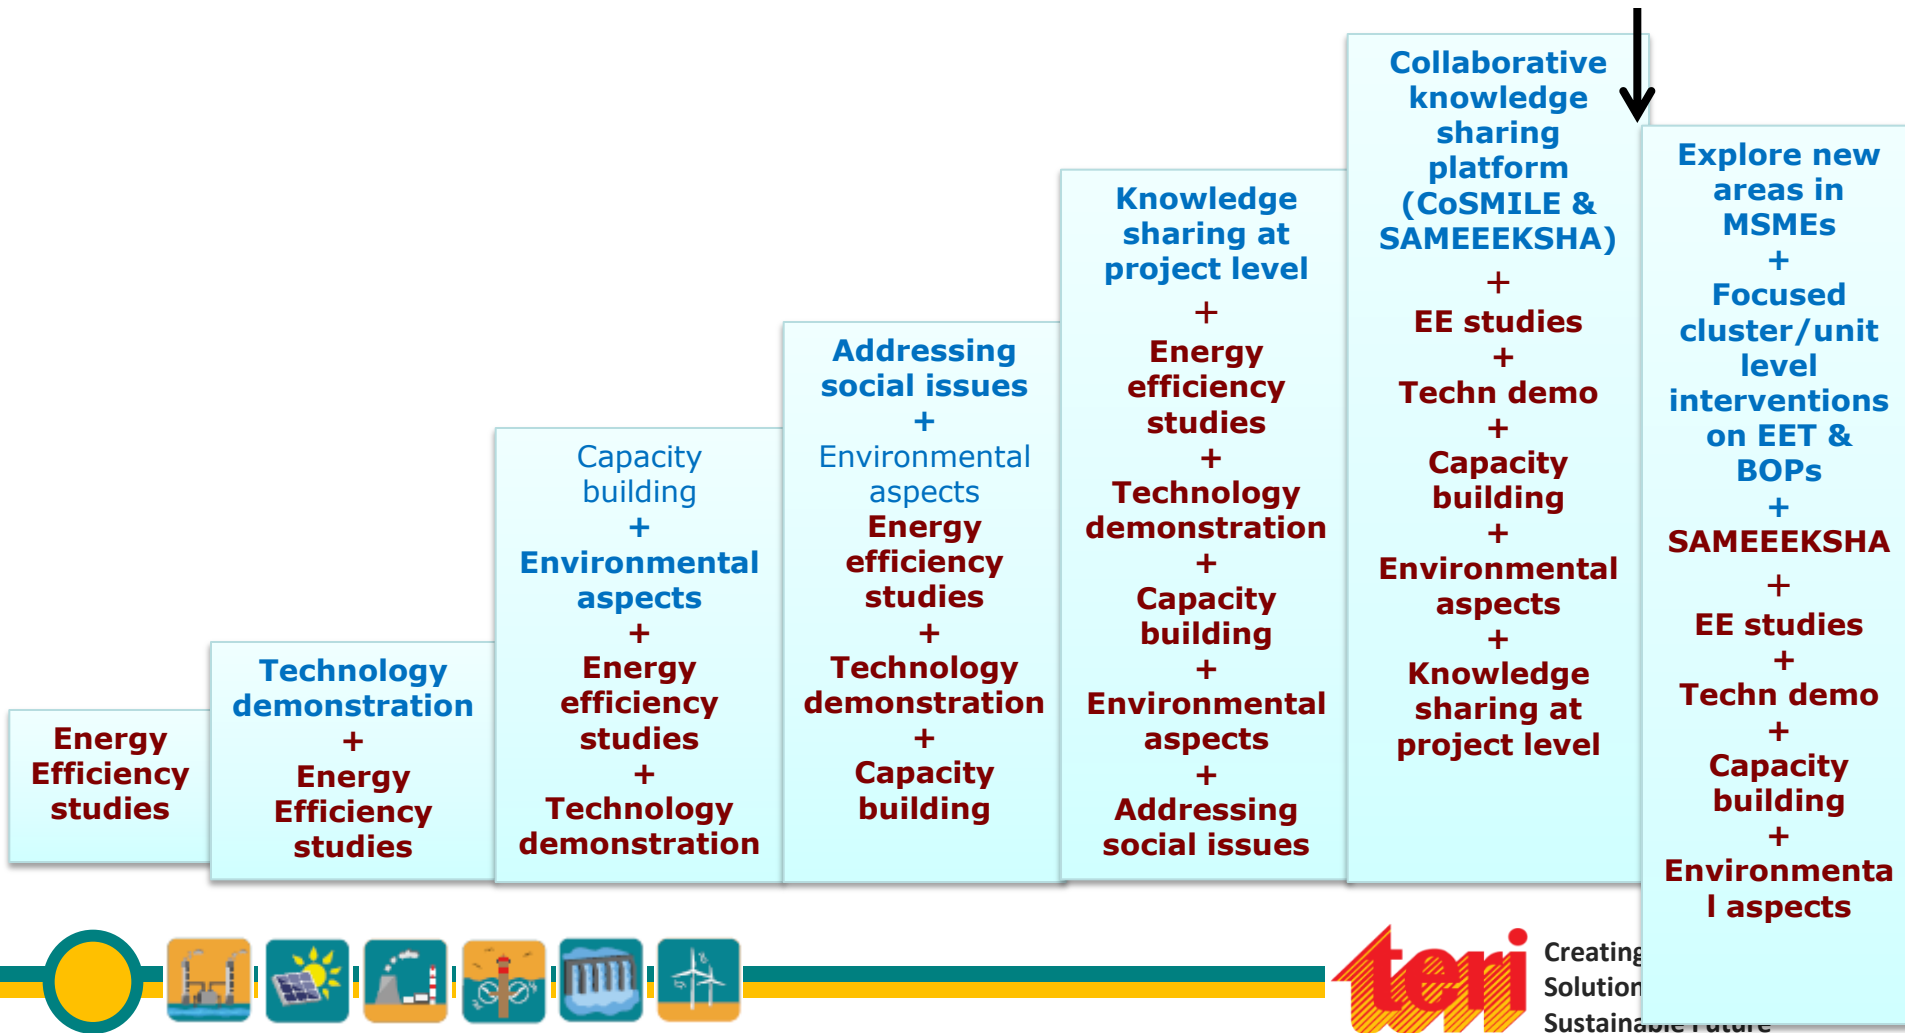 Energy
Efficiency
studies
Technology
demonstration
+
Energy
Efficiency
studies
Capacity
building
+
Environmental
aspects
+
Energy
efficiency
studies
+
Technology
demonstration
Addressing
social issues
+
Environmental
aspects
Energy
efficiency
studies
+
Technology
demonstration
+
Capacity
building
Knowledge
sharing at
project level
+
Energy
efficiency
studies
+
Technology
demonstration
+
Capacity
building
+
Environmental
aspects
+
Addressing
social issues
Collaborative
knowledge
sharing
platform
(CoSMILE &
SAMEEEKSHA)
+
EE studies
+
Techn demo
+
Capacity
building
+
Environmental
aspects
+
Knowledge
sharing at
project level
Explore new
areas in
MSMEs
+
Focused
cluster/unit
level
interventions
on EET &
BOPs
+
SAMEEEKSHA
+
EE studies
+
Techn demo
+
Capacity
building
+
Environmenta
l aspects
teri
Creating
Solution
Sustainable Future